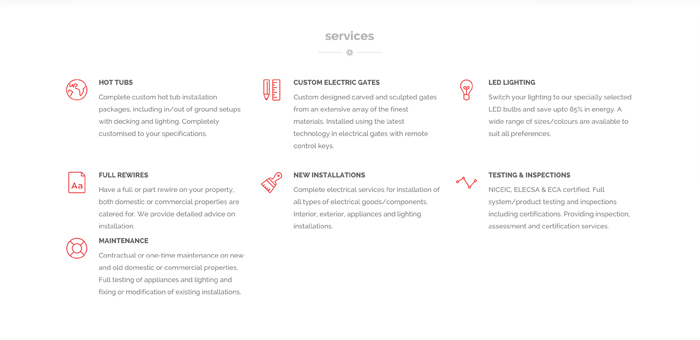 services
HOT TUBS
Complete custom hot tub installation
packages, including in/out of ground setups
with decking and lighting. Completely
customised to your specifications.
CUSTOM ELECTRIC GATES
Custom designed carved and sculpted gates
from an extensive array of the finest
materials. Installed using the latest
technology in electrical gates with remote
control keys.
LED LIGHTING
Switch your lighting to our specially selected
LED bulbs and save upto 85% in energy. A
wide range of sizes/colours are available to
suit all preferences.
Aa
FULL REWIRES
Have a full or part rewire on your property,
both domestic or commercial properties are
catered for. We provide detailed advice on
installation.
NEW INSTALLATIONS
Complete electrical services for installation of
all types of electrical goods/components.
Interior, exterior, appliances and lighting
installations.
TESTING & INSPECTIONS
NICEIC, ELECSA & ECA certified. Full
system/product testing and inspections
including certifications. Providing inspection,
assessment and certification services.
MAINTENANCE
Contractual or one-time maintenance on new
and old domestic or commercial properties.
Full testing of appliances and lighting and
fixing or modification of existing installations.